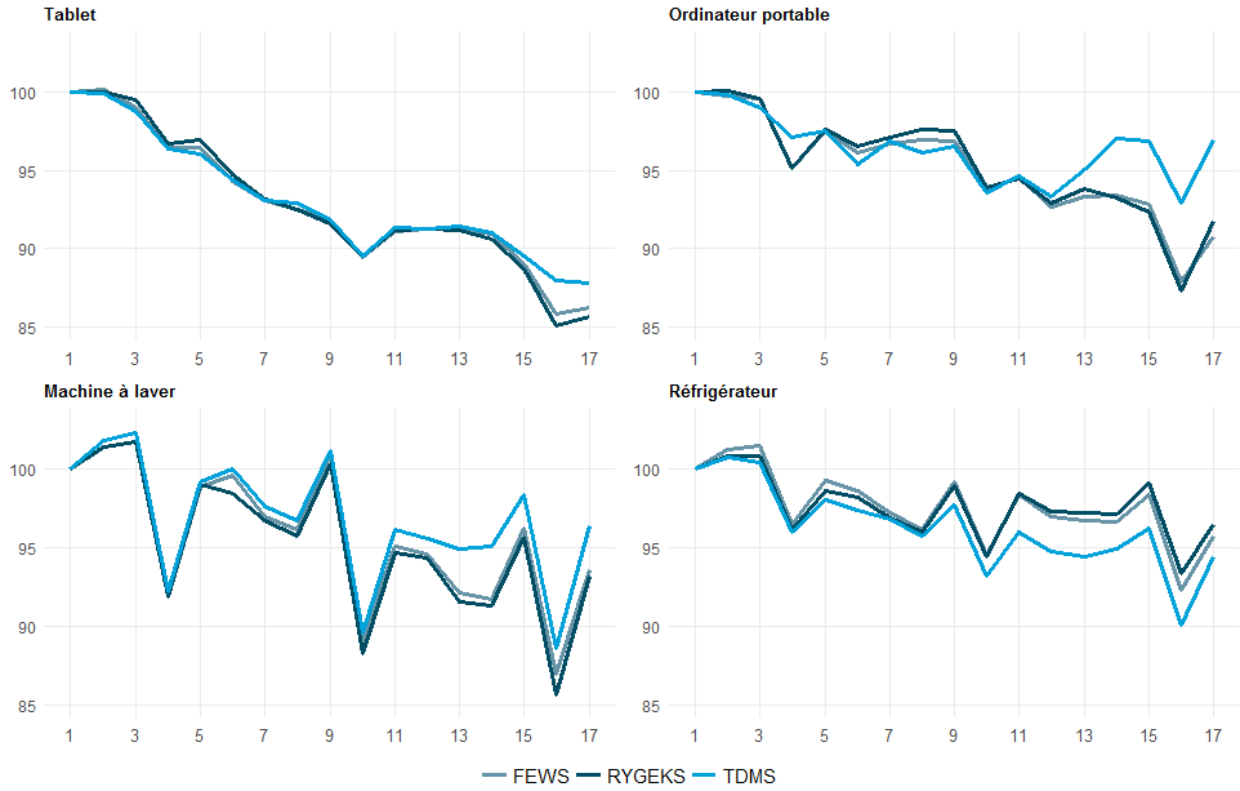 Tablet
100
95
90
85
1 3 5 7 9 11 13 15 17
Ordinateur portable
100
95
90
85
1 3 5 7 9 11 13 15 17
Machine à laver
100
95
90
85
1 3 5 7 9 11 13 15 17
Réfrigérateur
100
95
90
85
1 3 5 7 9 11 13 15 17
FEWS RYGEKS TDMS